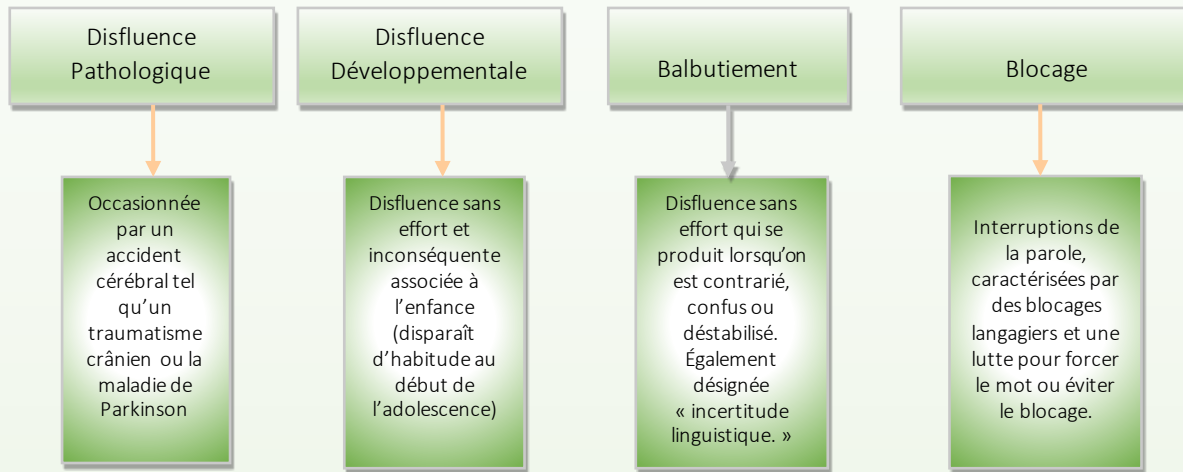 Disfluence
Pathologique
Disfluence
Développementale
Balbutiement
Blocage
Occasionnée
par un
accident
cérébral tel
qu’un
traumatisme
crânien ou la
maladie de
Parkinson
Disfluence sans
effort et
inconséquente
associée à
l’enfance
(disparaît
d’habitude au
début de
l’adolescence)
Disfluence sans
effort qui se
produit lorsqu’on
est contrarié,
confus ou
déstabilisé.
Également
désignée
« incertitude
linguistique. »
Interruptions de
la parole,
caractérisées par
des blocages
langagiers et une
lutte pour forcer
le mot ou éviter
le blocage.